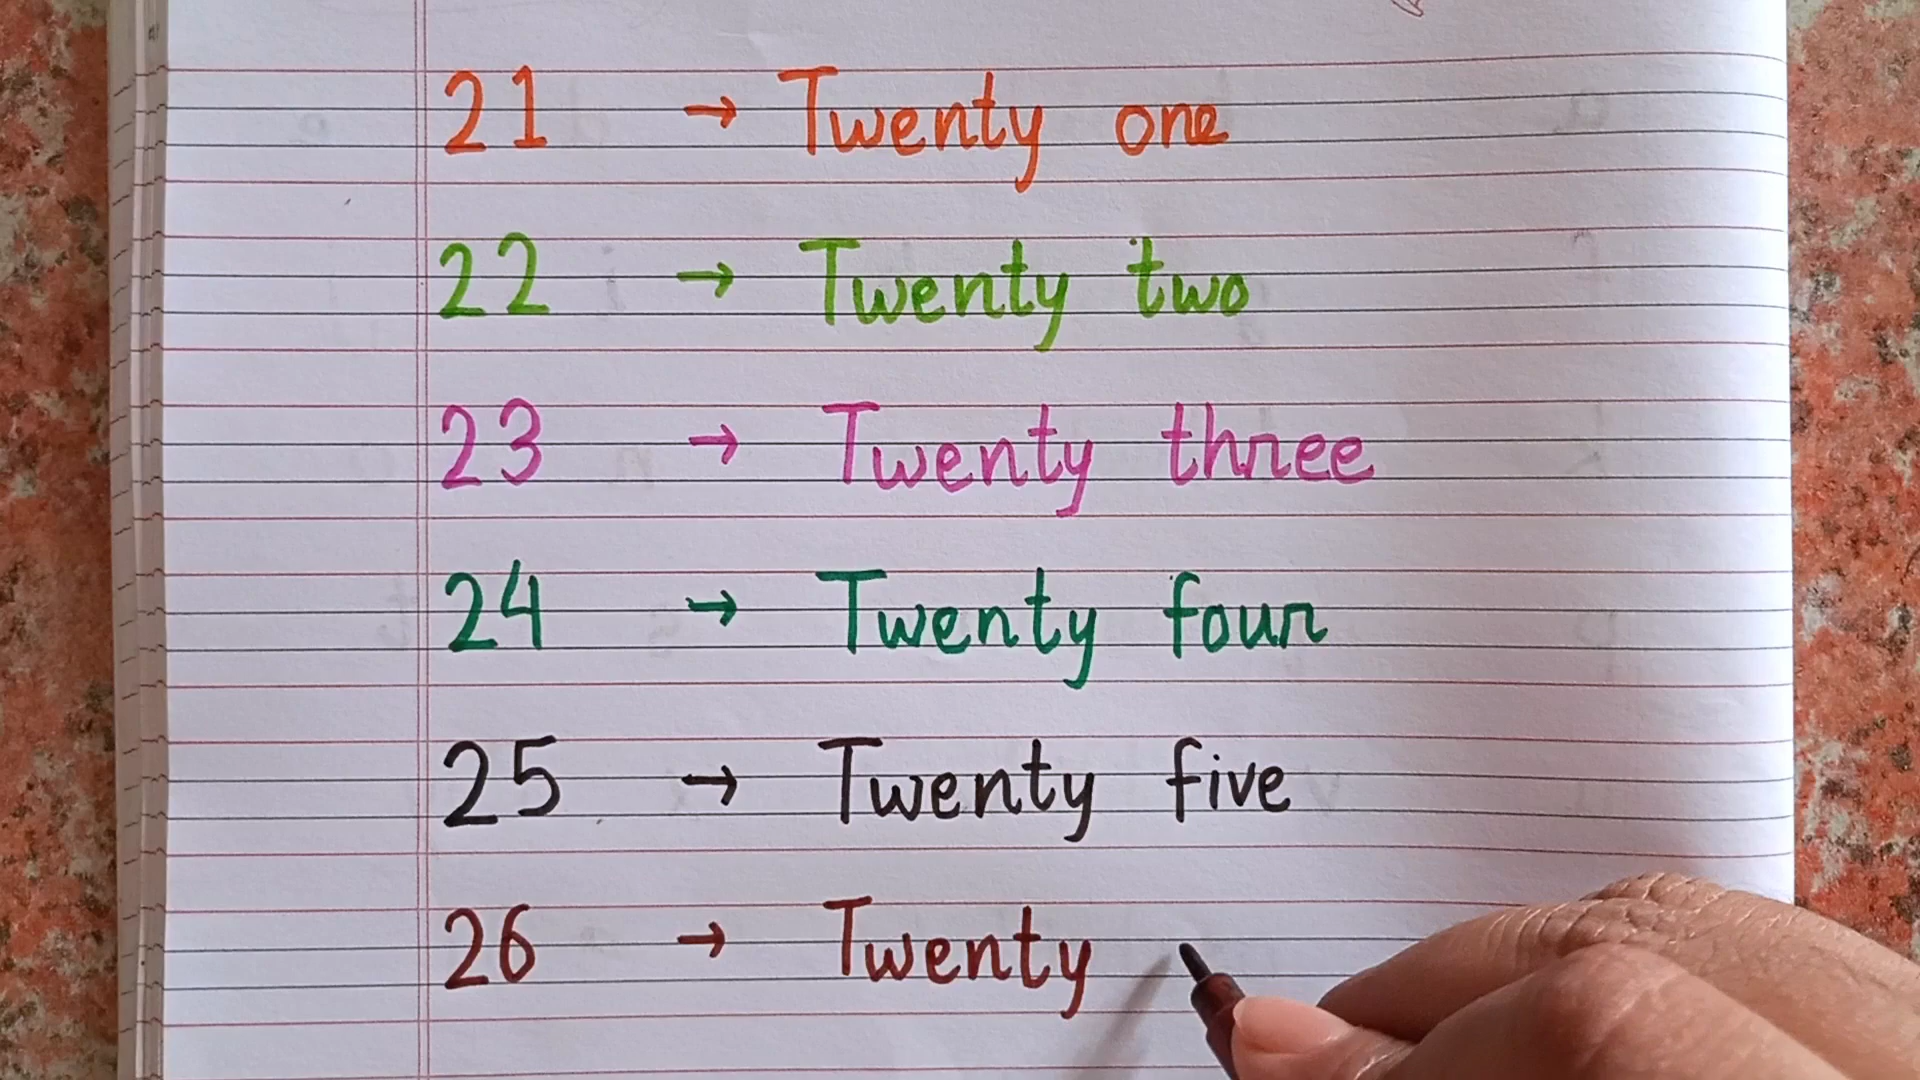 21 → Twenty one
22 → Twenty two
23 → Twenty three
24 → Twenty four
25 → Twenty five
26 → Twenty